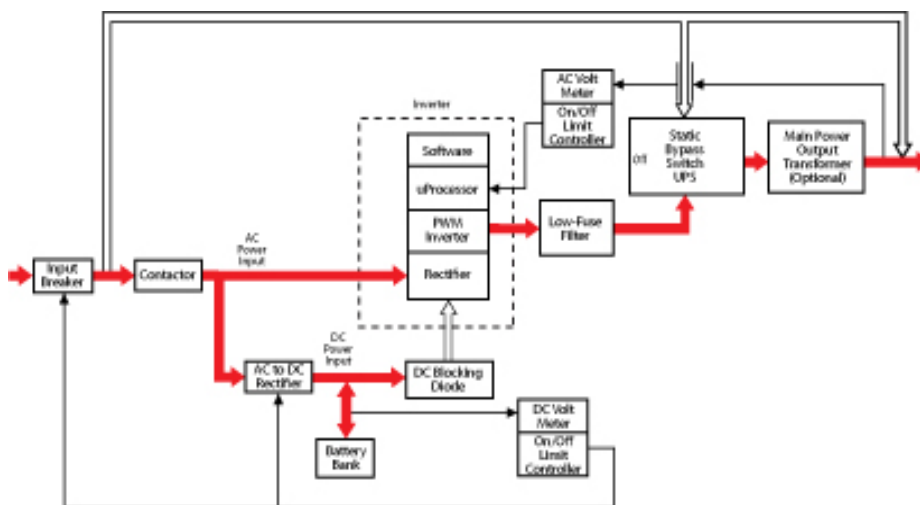 Inverter
AC Volt
Meter
On/Off
Limit
Controller
Software
uProcessor
PWM
Inverter
Rectifier
Off
Static
Bypass
Switch
UPS
Main Power
Output
Transformer
(Optional)
Low-Fuse
Filter
AC
Power
Input
Input
Breaker
Contactor
DC
Power
Input
AC to DC
Rectifier
DC Blocking
Diode
Battery
Bank
DC Volt
Meter
On/Off
Limit
Controller